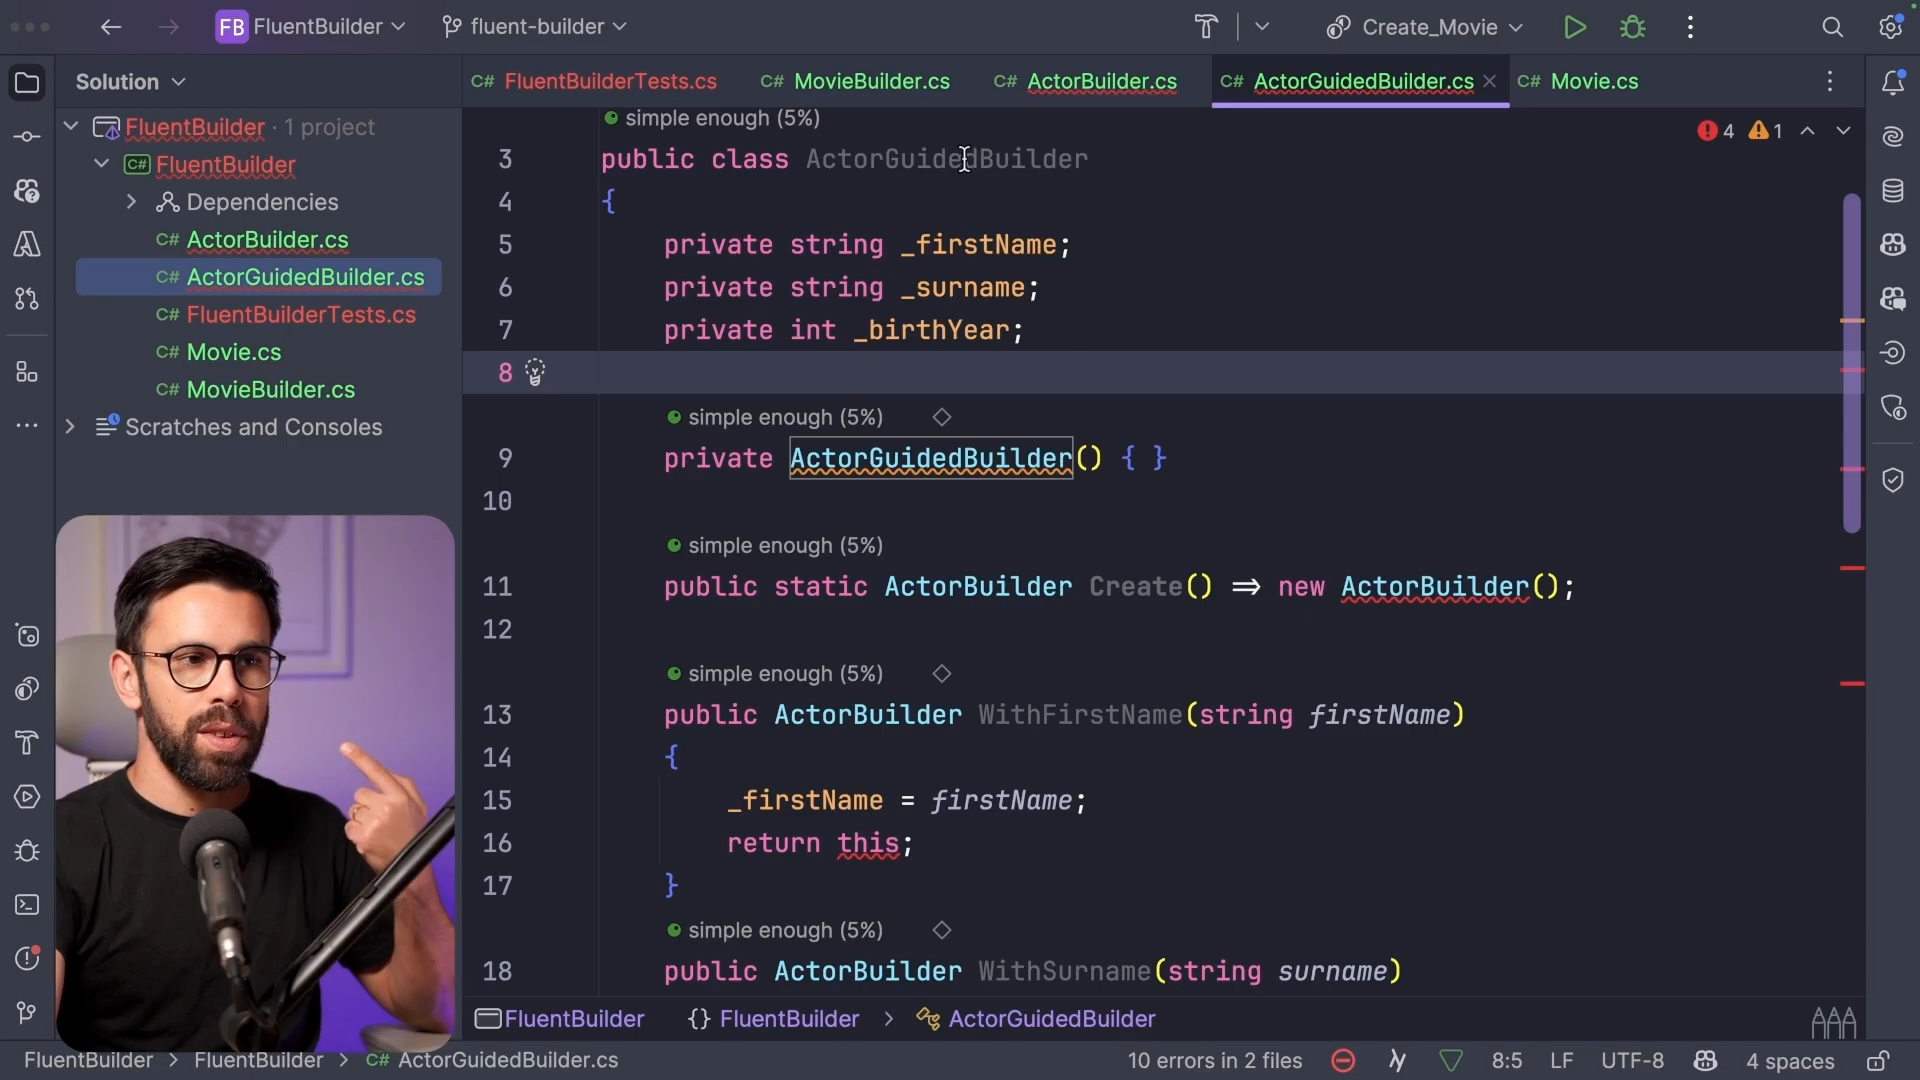 FB FluentBuilder fluent-builder Create_Movie
Solution
C# FluentBuilderTests.cs C# MovieBuilder.cs C# ActorBuilder.cs C# ActorGuidedBuilder.cs C# Movie.cs
FluentBuilder · 1 project
C# FluentBuilder
Dependencies
C# ActorBuilder.cs
C# ActorGuidedBuilder.cs
C# FluentBuilderTests.cs
C# Movie.cs
C# MovieBuilder.cs
Scratches and Consoles
simple enough (5%)
4 1
3 public class ActorGuidedBuilder
4 {
5 private string _firstName;
6 private string _surname;
7 private int _birthYear;
8
simple enough (5%)
9 private ActorGuidedBuilder() { }
10
simple enough (5%)
11 public static ActorBuilder Create() => new ActorBuilder();
12
simple enough (5%)
13 public ActorBuilder WithFirstName(string firstName)
14 {
15 _firstName = firstName;
16 return this;
17 }
simple enough (5%)
18 public ActorBuilder WithSurname(string surname)
FluentBuilder {} FluentBuilder > ActorGuidedBuilder
FluentBuilder > FluentBuilder > C# ActorGuidedBuilder.cs 10 errors in 2 files 8:5 LF UTF-8 4 spaces